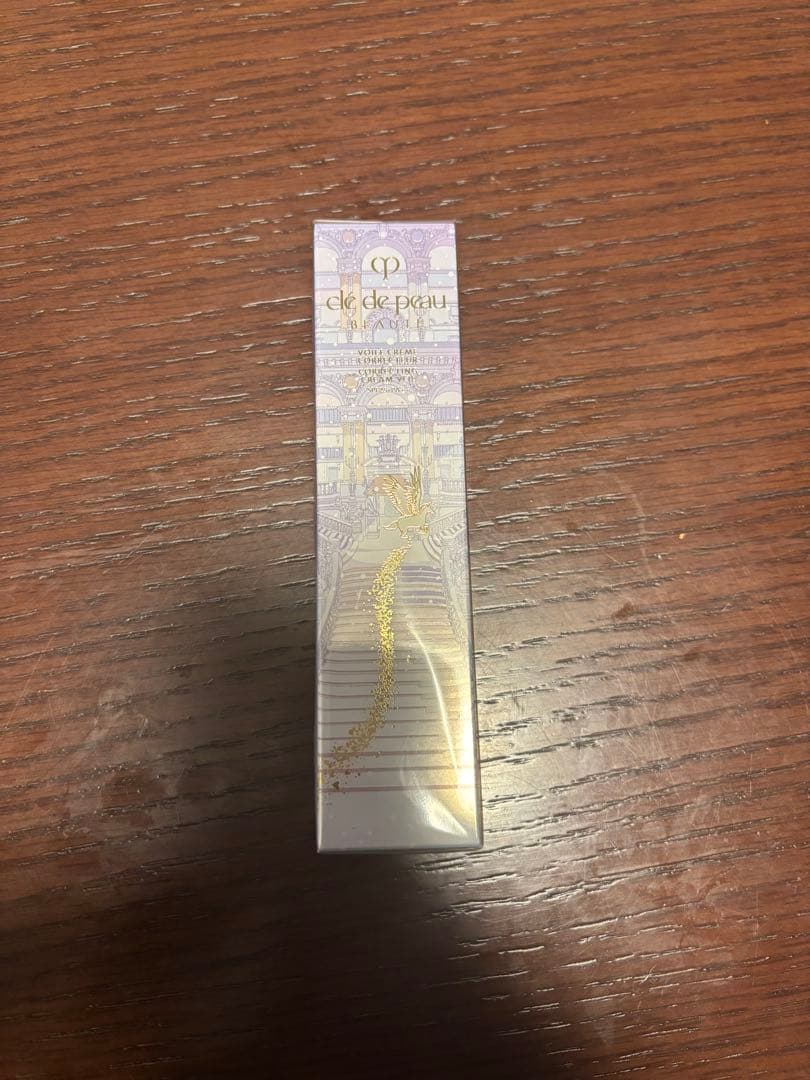 clé de peau
BEAUTÉ
VOILE CRÈME
CORRECTEUR
CORRECTING
CREAM VEIL